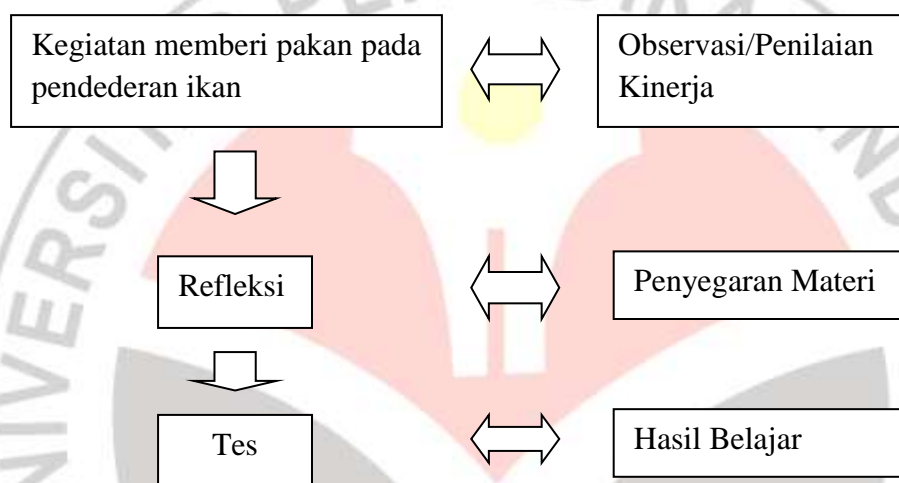 Kegiatan memberi pakan pada
pendederan ikan
Observasi/Penilaian
Kinerja
Refleksi
Penyegaran Materi
Tes
Hasil Belajar